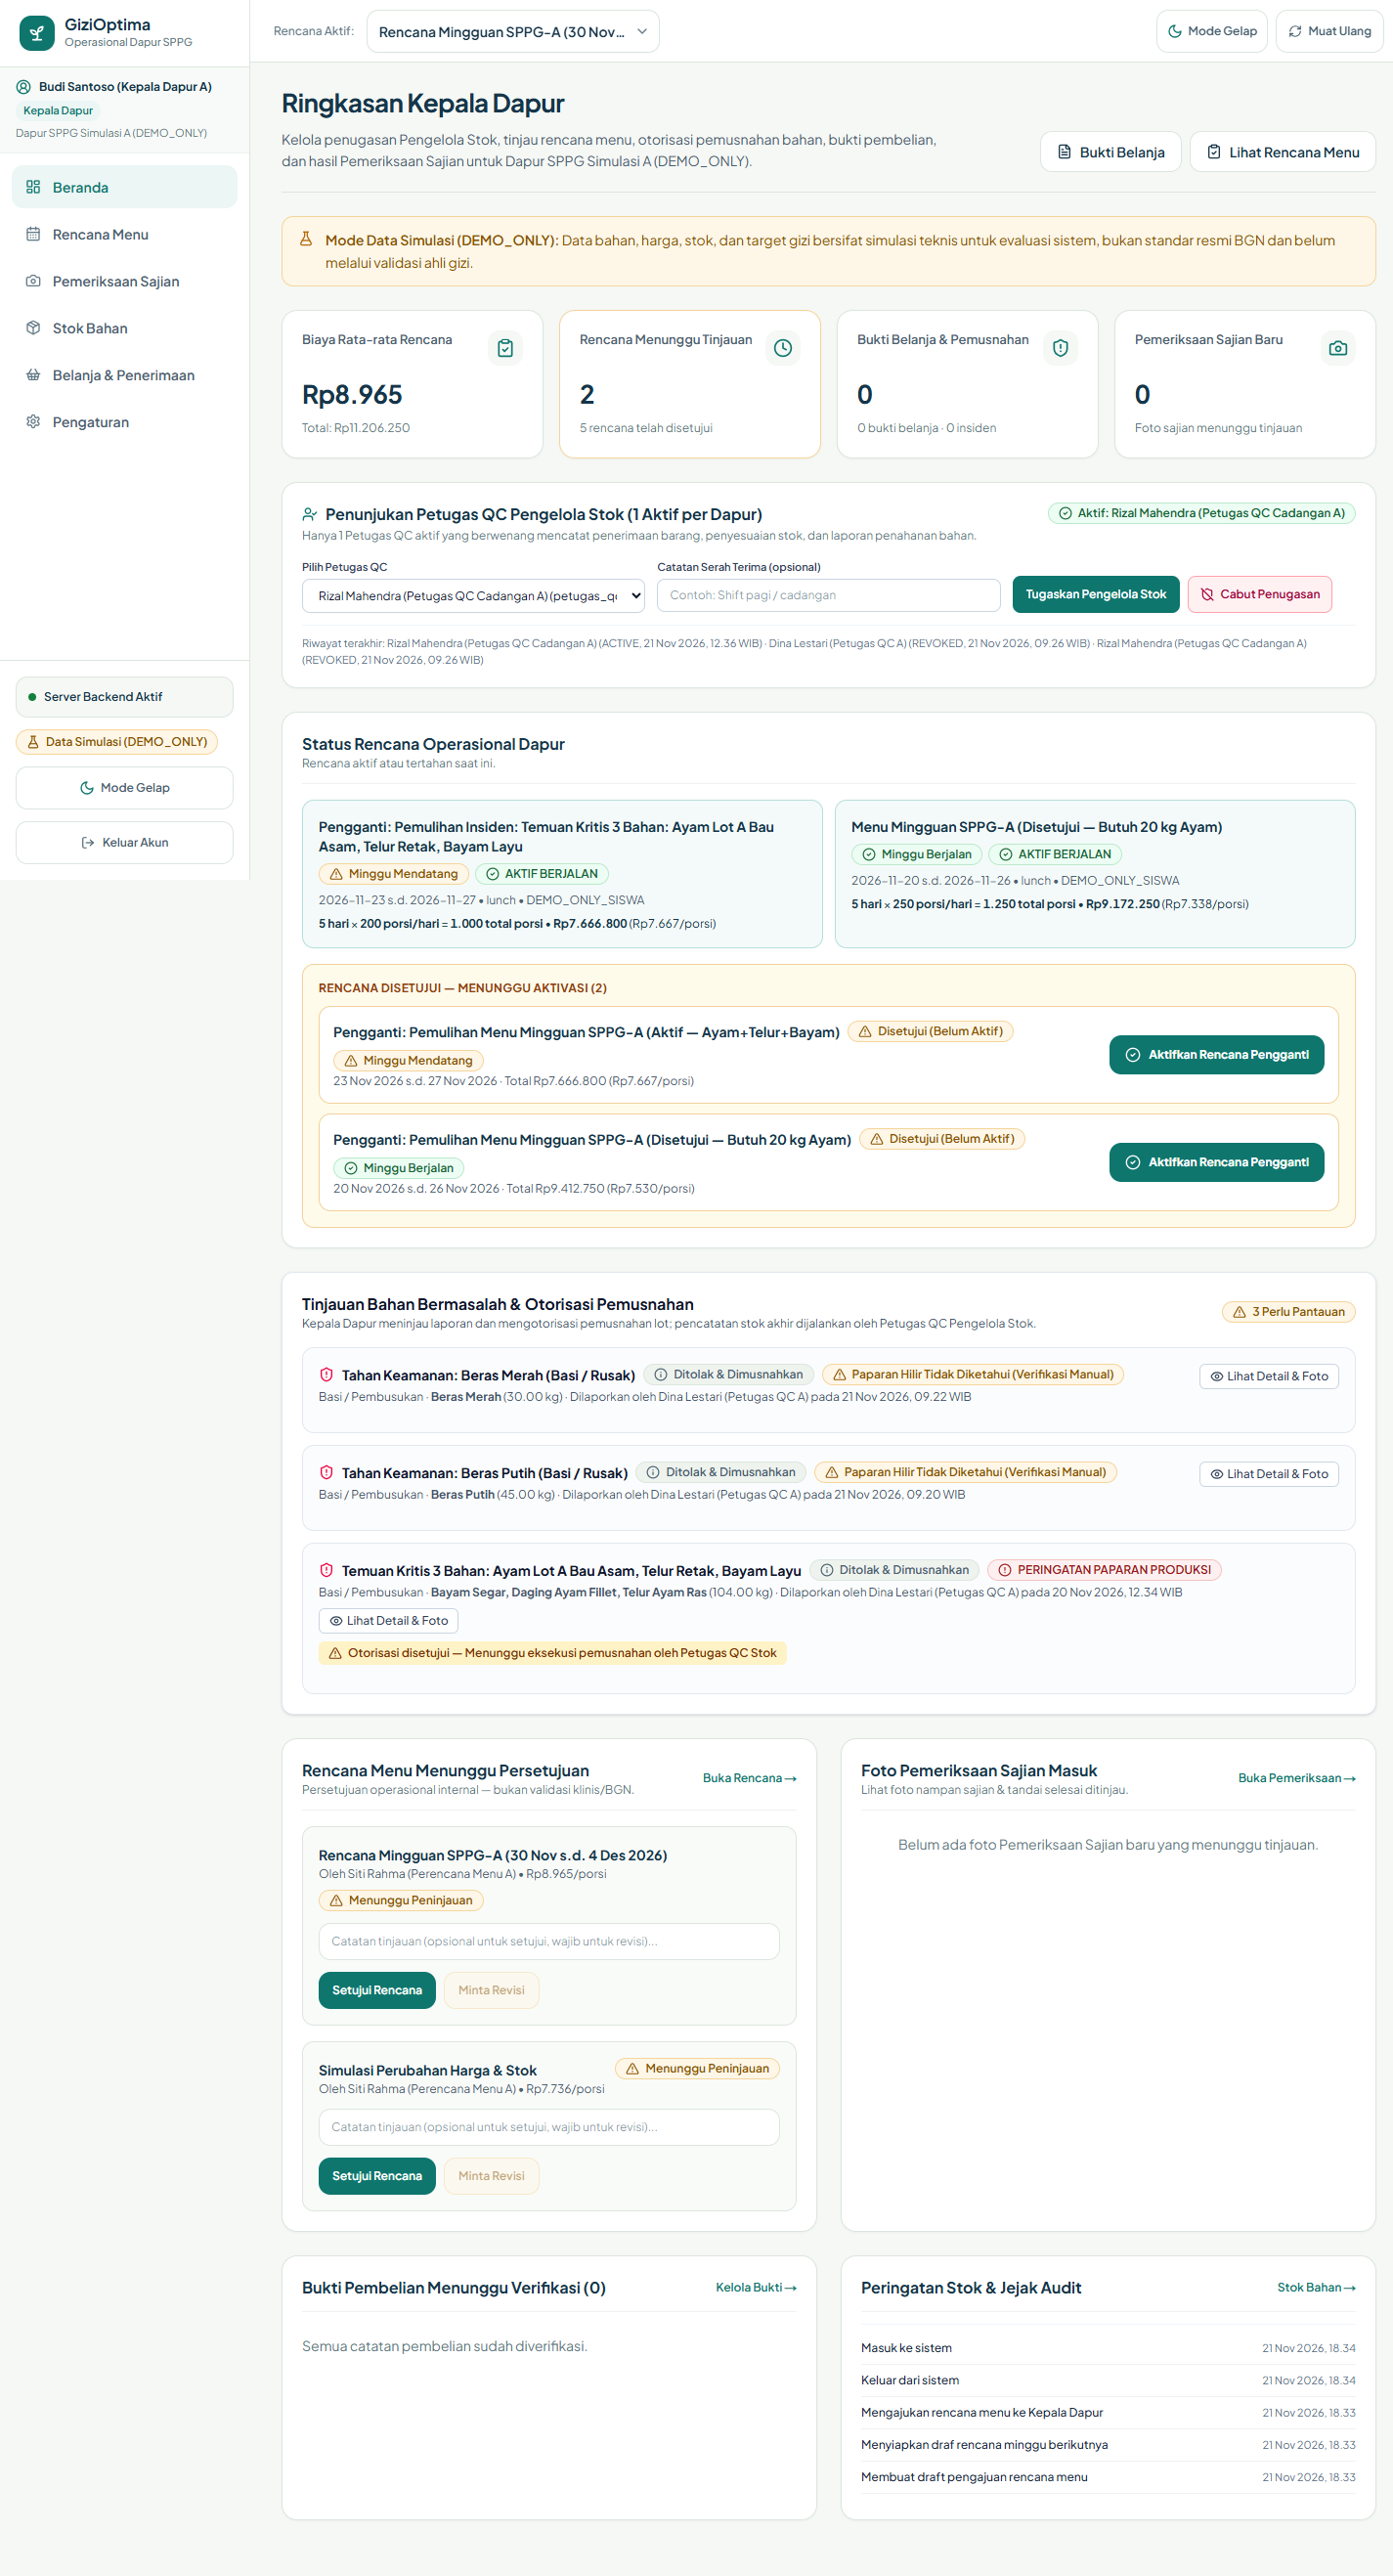 GiziOptima
Operasional Dapur SPPG
Budi Santoso (Kepala Dapur A)
Kepala Dapur
Dapur SPPG Simulasi A (DEMO_ONLY)
Beranda
Rencana Menu
Pemeriksaan Sajian
Stok Bahan
Belanja & Penerimaan
Pengaturan
Server Backend Aktif
Data Simulasi (DEMO_ONLY)
Mode Gelap
Keluar Akun
Rencana Aktif:
Rencana Mingguan SPPG-A (30 Nov...
Mode Gelap
Muat Ulang
Ringkasan Kepala Dapur
Kelola penugasan Pengelola Stok, tinjau rencana menu, otorisasi pemusnahan bahan, bukti pembelian,
dan hasil Pemeriksaan Sajian untuk Dapur SPPG Simulasi A (DEMO_ONLY).
Bukti Belanja
Lihat Rencana Menu
Mode Data Simulasi (DEMO_ONLY): Data bahan, harga, stok, dan target gizi bersifat simulasi teknis untuk evaluasi sistem, bukan standar resmi BGN dan belum
melalui validasi ahli gizi.
Biaya Rata-rata Rencana
Rp8.965
Total: Rp11.206.250
Rencana Menunggu Tinjauan
2
5 rencana telah disetujui
Bukti Belanja & Pemusnahan
0
0 bukti belanja · 0 insiden
Pemeriksaan Sajian Baru
0
Foto sajian menunggu tinjauan
Penunjukan Petugas QC Pengelola Stok (1 Aktif per Dapur)
Aktif: Rizal Mahendra (Petugas QC Cadangan A)
Hanya 1 Petugas QC aktif yang berwenang mencatat penerimaan barang, penyesuaian stok, dan laporan penahanan bahan.
Pilih Petugas QC
Rizal Mahendra (Petugas QC Cadangan A) (petugas_qc
Catatan Serah Terima (opsional)
Contoh: Shift pagi / cadangan
Tugaskan Pengelola Stok
Cabut Penugasan
Riwayat terakhir: Rizal Mahendra (Petugas QC Cadangan A) (ACTIVE, 21 Nov 2026, 12.36 WIB) · Dina Lestari (Petugas QC A) (REVOKED, 21 Nov 2026, 09.26 WIB) · Rizal Mahendra (Petugas QC Cadangan A)
(REVOKED, 21 Nov 2026, 09.26 WIB)
Status Rencana Operasional Dapur
Rencana aktif atau tertahan saat ini.
Pengganti: Pemulihan Insiden: Temuan Kritis 3 Bahan: Ayam Lot A Bau
Asam, Telur Retak, Bayam Layu
Minggu Mendatang
AKTIF BERJALAN
2026-11-23 s.d. 2026-11-27 • lunch • DEMO_ONLY_SISWA
5 hari × 200 porsi/hari = 1.000 total porsi • Rp7.666.800 (Rp7.667/porsi)
Menu Mingguan SPPG-A (Disetujui — Butuh 20 kg Ayam)
Minggu Berjalan
AKTIF BERJALAN
2026-11-20 s.d. 2026-11-26 • lunch • DEMO_ONLY_SISWA
5 hari × 250 porsi/hari = 1.250 total porsi • Rp9.172.250 (Rp7.338/porsi)
RENCANA DISETUJUI — MENUNGGU AKTIVASI (2)
Pengganti: Pemulihan Menu Mingguan SPPG-A (Aktif — Ayam+Telur+Bayam)
Disetujui (Belum Aktif)
Minggu Mendatang
23 Nov 2026 s.d. 27 Nov 2026 · Total Rp7.666.800 (Rp7.667/porsi)
Aktifkan Rencana Pengganti
Pengganti: Pemulihan Menu Mingguan SPPG-A (Disetujui — Butuh 20 kg Ayam)
Disetujui (Belum Aktif)
Minggu Berjalan
20 Nov 2026 s.d. 26 Nov 2026 · Total Rp9.412.750 (Rp7.530/porsi)
Aktifkan Rencana Pengganti
Tinjauan Bahan Bermasalah & Otorisasi Pemusnahan
Kepala Dapur meninjau laporan dan mengotorisasi pemusnahan lot; pencatatan stok akhir dijalankan oleh Petugas QC Pengelola Stok.
3 Perlu Pantauan
Tahan Keamanan: Beras Merah (Basi / Rusak)
Ditolak & Dimusnahkan
Paparan Hilir Tidak Diketahui (Verifikasi Manual)
Lihat Detail & Foto
Basi / Pembusukan · Beras Merah (30.00 kg) · Dilaporkan oleh Dina Lestari (Petugas QC A) pada 21 Nov 2026, 09.22 WIB
Tahan Keamanan: Beras Putih (Basi / Rusak)
Ditolak & Dimusnahkan
Paparan Hilir Tidak Diketahui (Verifikasi Manual)
Lihat Detail & Foto
Basi / Pembusukan · Beras Putih (45.00 kg) · Dilaporkan oleh Dina Lestari (Petugas QC A) pada 21 Nov 2026, 09.20 WIB
Temuan Kritis 3 Bahan: Ayam Lot A Bau Asam, Telur Retak, Bayam Layu
Ditolak & Dimusnahkan
PERINGATAN PAPARAN PRODUKSI
Basi / Pembusukan · Bayam Segar, Daging Ayam Fillet, Telur Ayam Ras (104.00 kg) · Dilaporkan oleh Dina Lestari (Petugas QC A) pada 20 Nov 2026, 12.34 WIB
Lihat Detail & Foto
Otorisasi disetujui — Menunggu eksekusi pemusnahan oleh Petugas QC Stok
Rencana Menu Menunggu Persetujuan
Persetujuan operasional internal — bukan validasi klinis/BGN.
Buka Rencana →
Rencana Mingguan SPPG-A (30 Nov s.d. 4 Des 2026)
Oleh Siti Rahma (Perencana Menu A) • Rp8.965/porsi
Menunggu Peninjauan
Catatan tinjauan (opsional untuk setujui, wajib untuk revisi)...
Setujui Rencana
Minta Revisi
Simulasi Perubahan Harga & Stok
Menunggu Peninjauan
Oleh Siti Rahma (Perencana Menu A) • Rp7.736/porsi
Catatan tinjauan (opsional untuk setujui, wajib untuk revisi)...
Setujui Rencana
Minta Revisi
Foto Pemeriksaan Sajian Masuk
Lihat foto nampan sajian & tandai selesai ditinjau.
Buka Pemeriksaan →
Belum ada foto Pemeriksaan Sajian baru yang menunggu tinjauan.
Bukti Pembelian Menunggu Verifikasi (0)
Kelola Bukti →
Semua catatan pembelian sudah diverifikasi.
Peringatan Stok & Jejak Audit
Stok Bahan →
Masuk ke sistem
21 Nov 2026, 18.34
Keluar dari sistem
21 Nov 2026, 18.34
Mengajukan rencana menu ke Kepala Dapur
21 Nov 2026, 18.33
Menyiapkan draf rencana minggu berikutnya
21 Nov 2026, 18.33
Membuat draft pengajuan rencana menu
21 Nov 2026, 18.33